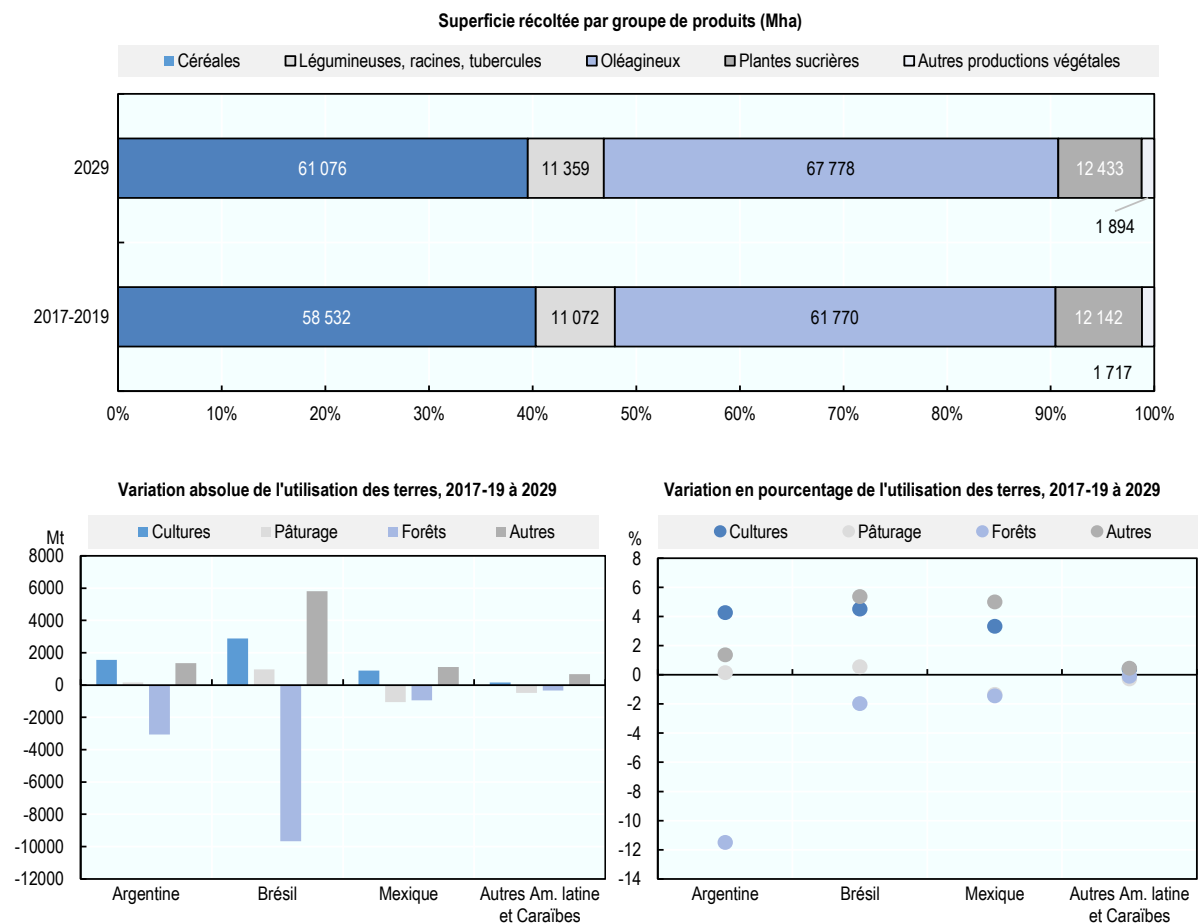 Superficie récoltée par groupe de produits (Mha)
Céréales Légumineuses, racines, tubercules Oléagineux Plantes sucrières Autres productions végétales
2029 61 076 11 359 67 778 12 433
1 894
2017-2019 58 532 11 072 61 770 12 142
1 717
0% 10% 20% 30% 40% 50% 60% 70% 80% 90% 100%
Variation absolue de l'utilisation des terres, 2017-19 à 2029
Mt
Cultures Pâturage Forêts Autres
8000
6000
4000
2000
0
-2000
-4000
-6000
-8000
-10000
-12000
Argentine Brésil Mexique Autres Am. latine
et Caraïbes
Variation en pourcentage de l'utilisation des terres, 2017-19 à 2029
%
Cultures Pâturage Forêts Autres
8
6
4
2
0
-2
-4
-6
-8
-10
-12
-14
Argentine Brésil Mexique Autres Am. latine
et Caraïbes